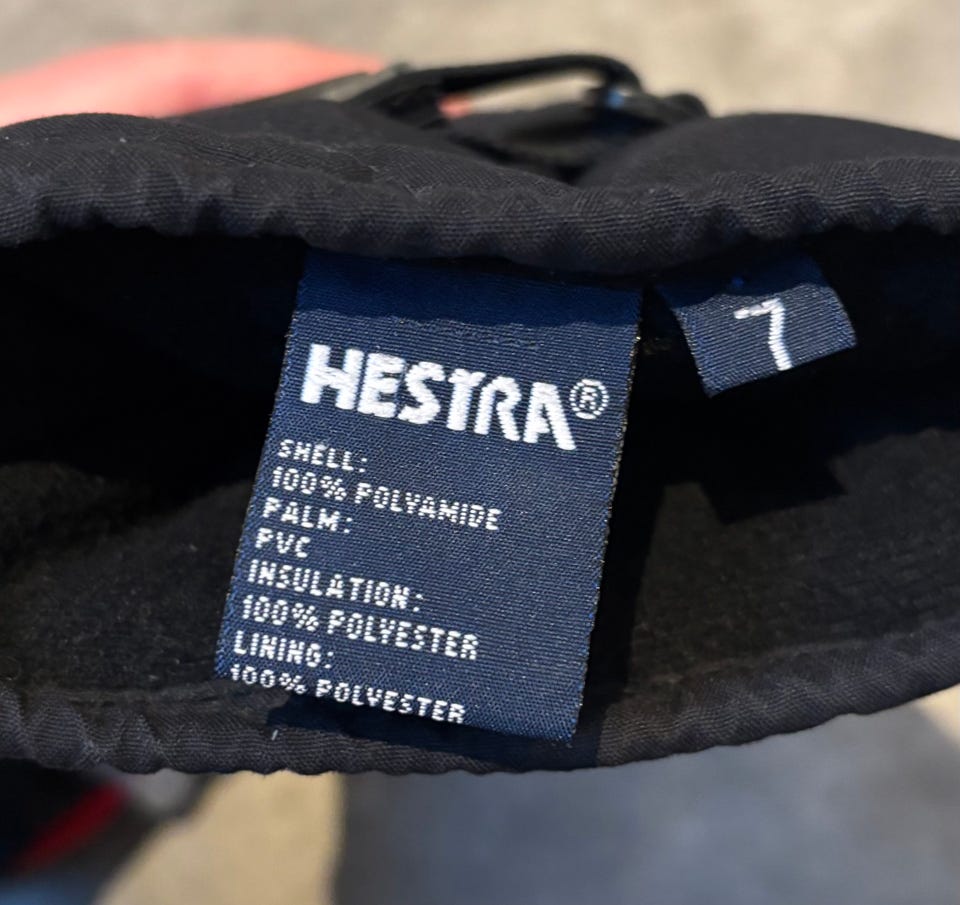 HESTRA®
SHELL:
100% POLYAMIDE
PALM:
PVC
INSULATION:
100% POLYESTER
LINING:
100% POLYESTER
7